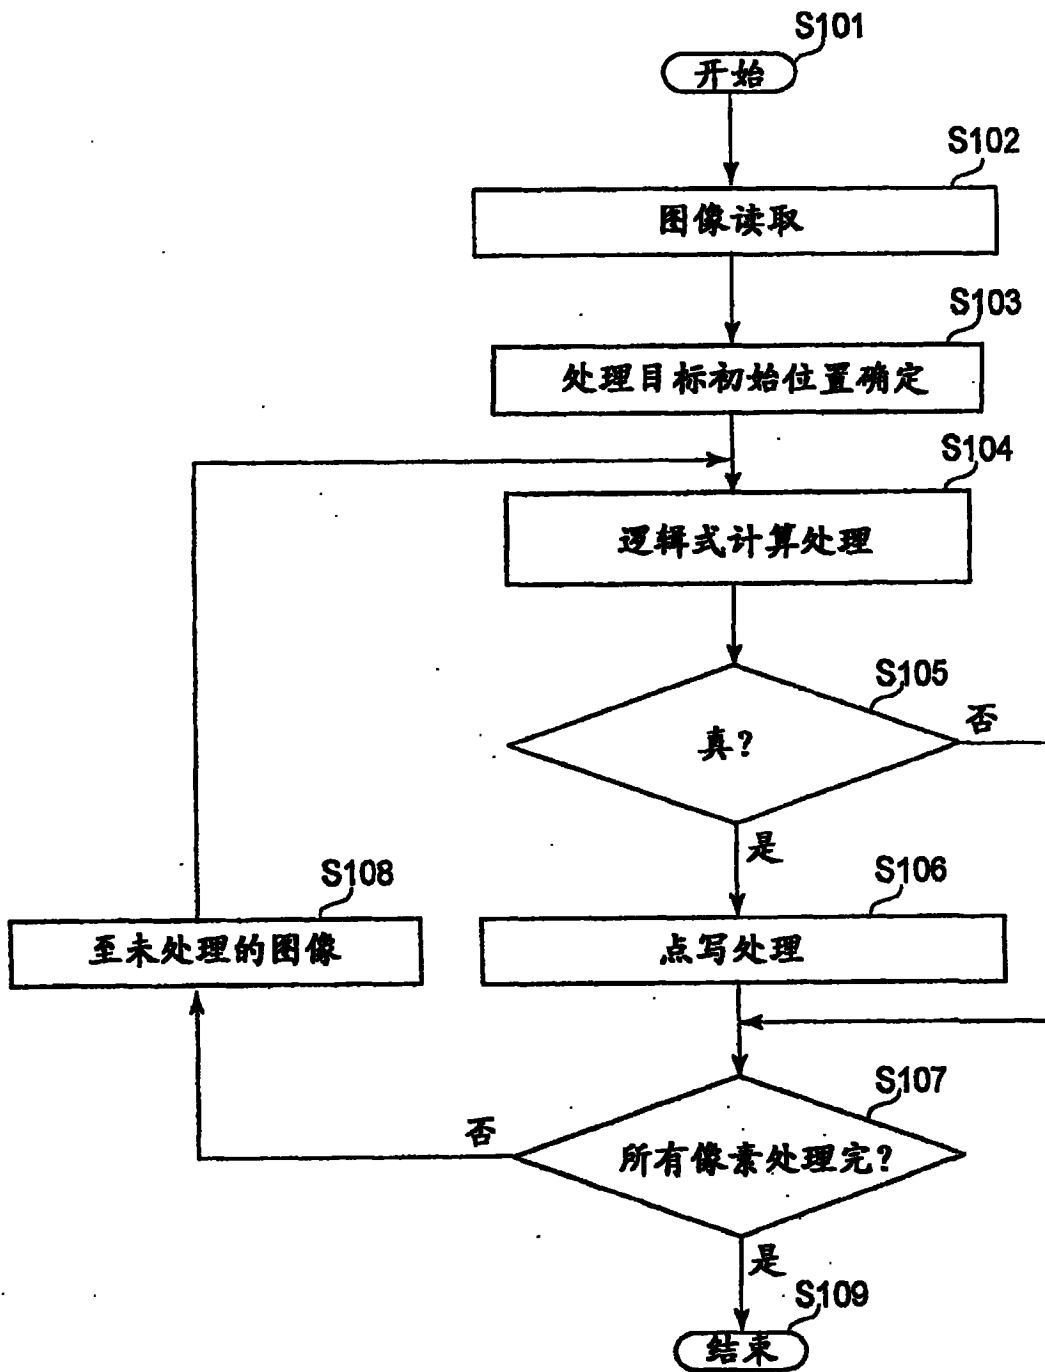 S101
开始
S102
图像读取
S103
处理目标初始位置确定
S104
逻辑式计算处理
S105
真?
否
是
S106
点写处理
S108
至未处理的图像
S107
所有像素处理完?
否
是
S109
结束